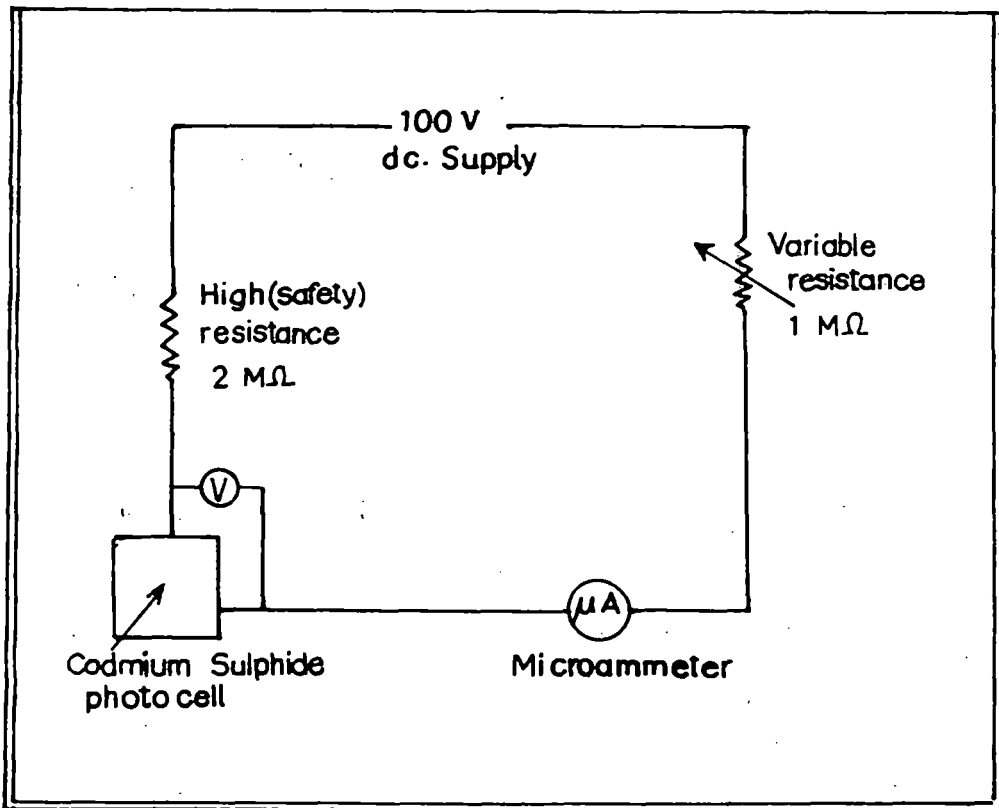 100 V
dc. Supply
Variable
resistance
1 MΩ
High (safety)
resistance
2 MΩ
V
μA
Codmium Sulphide
photo cell
Microammeter